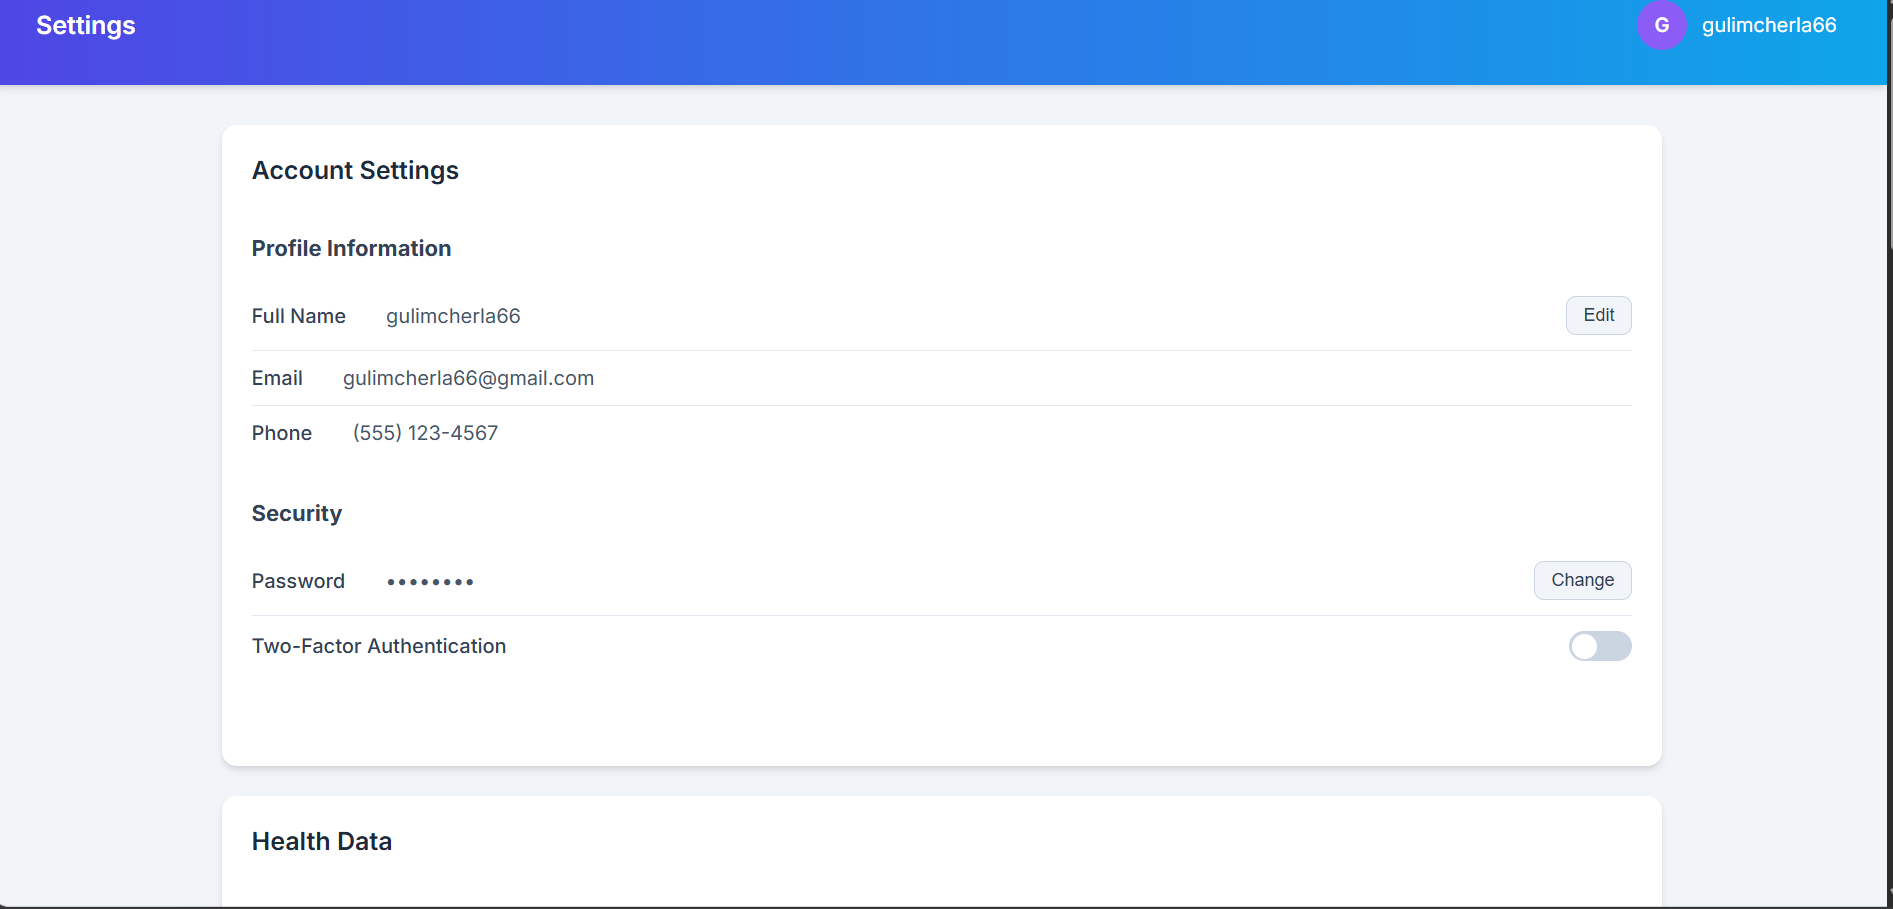 Settings
G gulimcherla66
Account Settings
Profile Information
Full Name gulimcherla66 Edit
Email gulimcherla66@gmail.com
Phone (555) 123-4567
Security
Password •••••••• Change
Two-Factor Authentication
Health Data